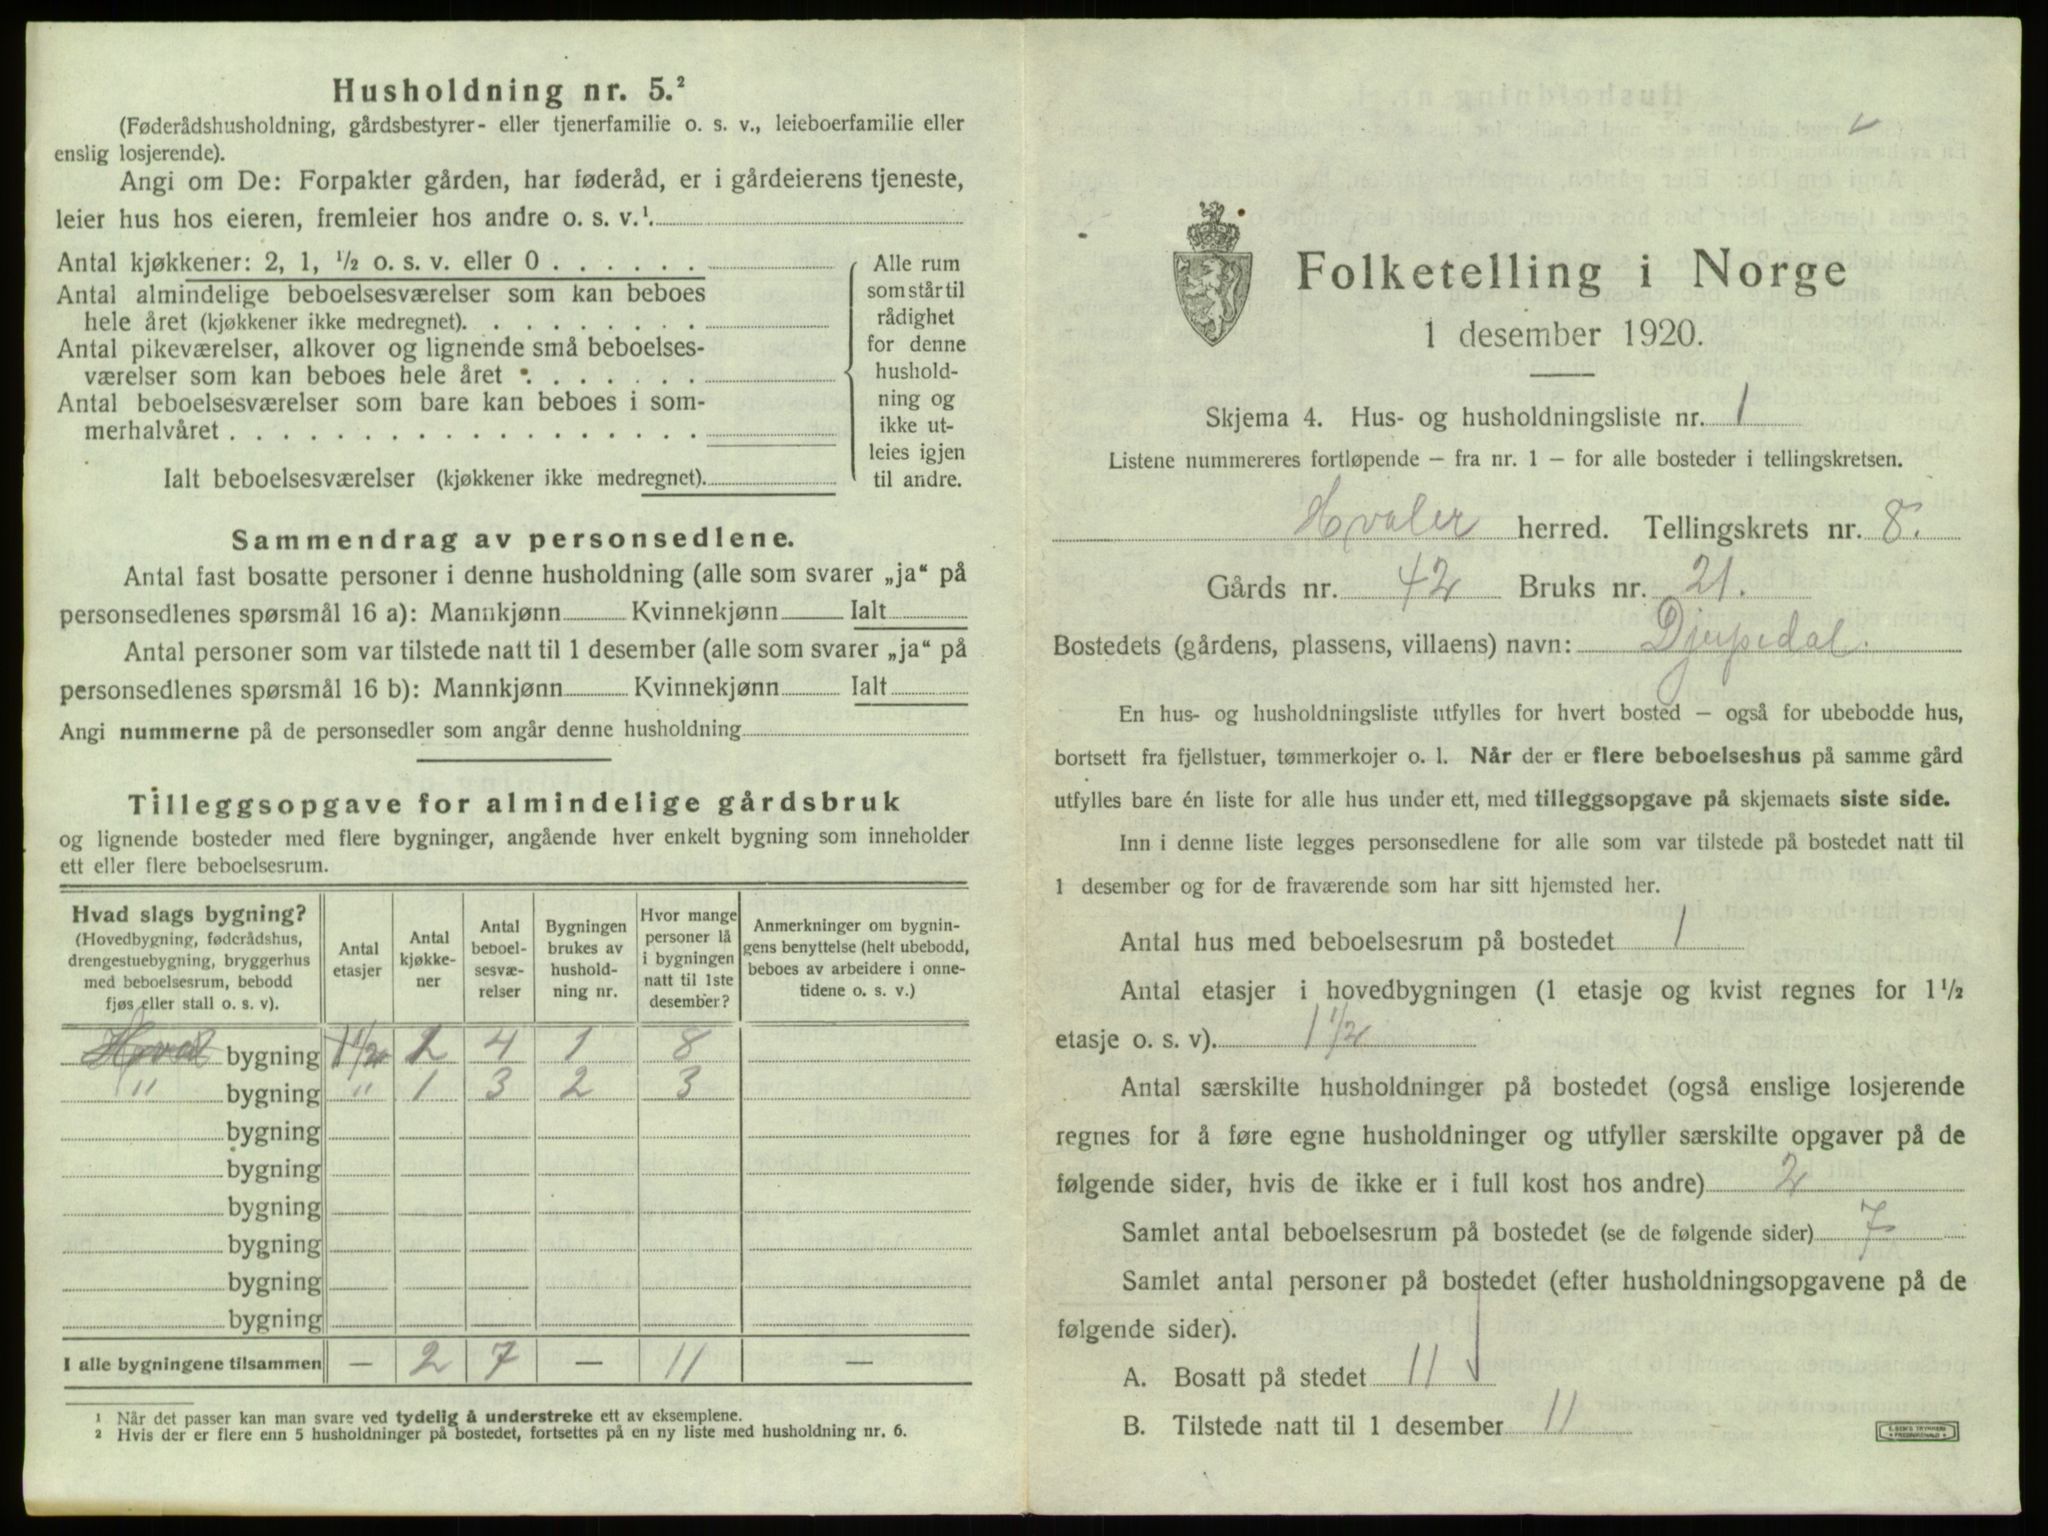 Husholdning nr. 5.²
(Føderådshusholdning, gårdsbestyrer- eller tjenerfamilie o. s. v., leieboerfamilie eller
enslig losjerende).
Angi om De: Forpakter gården, har føderåd, er i gårdeierens tjeneste,
leier hus hos eieren, fremleier hos andre o. s. v.¹.
Antal kjøkkener: 2, 1, ½ o. s. v. eller 0 . . . . . .
Antal almindelige beboelsesværelser som kan beboes
hele året (kjøkkener ikke medregnet). . . . . . . . .
Antal pikeværelser, alkover og lignende små beboelses-
værelser som kan beboes hele året . . . . . . .
Antal beboelsesværelser som bare kan beboes i som-
merhalvåret . . . . . . . . . . . . . . . . . .
Ialt beboelsesværelser (kjøkkener ikke medregnet).
Alle rum
som står til
rådighet
for denne
hushold-
ning og
ikke ut-
leies igjen
til andre.
Sammendrag av personsedlene.
Antal fast bosatte personer i denne husholdning (alle som svarer „ja“ på
personsedlenes spørsmål 16 a): Mannkjønn Kvinnekjønn Ialt
Antal personer som var tilstede natt til 1 desember (alle som svarer „ja“ på
personsedlenes spørsmål 16 b): Mannkjønn Kvinnekjønn Ialt
Angi nummerne på de personsedler som angår denne husholdning
Tilleggsopgave for almindelige gårdsbruk
og lignende bosteder med flere bygninger, angående hver enkelt bygning som inneholder
ett eller flere beboelsesrum.
Hvad slags bygning?
(Hovedbygning, føderådshus,
drengestuebygning, bryggerhus
med beboelsesrum, bebodd
fjøs eller stall o. s. v).
Antal
etasjer
Antal
kjøkke-
ner
Antal
beboel-
sesvæ-
relser
Bygningen
brukes av
hushold-
ning nr.
Hvor mange
personer lå
i bygningen
natt til 1ste
desember?
Anmerkninger om bygnin-
gens benyttelse (helt ubebodd,
beboes av arbeidere i onne-
tidene o. s. v.)
Hoved bygning 1½ 1 4 1 8
" bygning " 1 3 2 3
bygning
bygning
bygning
bygning
bygning
bygning
I alle bygningene tilsammen — 2 7 — 11 —
¹ Når det passer kan man svare ved tydelig å understreke ett av eksemplene.
² Hvis der er flere enn 5 husholdninger på bostedet, fortsettes på en ny liste med husholdning nr. 6.
Folketelling i Norge
1 desember 1920.
Skjema 4. Hus- og husholdningsliste nr. 1
Listene nummereres fortløpende — fra nr. 1 — for alle bosteder i tellingskretsen.
Hvaler herred. Tellingskrets nr. 8.
Gårds nr. 42 Bruks nr. 21.
Bostedets (gårdens, plassens, villaens) navn: Djupedal.
En hus- og husholdningsliste utfylles for hvert bosted — også for ubebodde hus,
bortsett fra fjellstuer, tømmerkojer o. l. Når der er flere beboelseshus på samme gård
utfylles bare én liste for alle hus under ett, med tilleggsopgave på skjemaets siste side.
Inn i denne liste legges personsedlene for alle som var tilstede på bostedet natt til
1 desember og for de fraværende som har sitt hjemsted her.
Antal hus med beboelsesrum på bostedet 1
Antal etasjer i hovedbygningen (1 etasje og kvist regnes for 1½
etasje o. s. v). 1½
Antal særskilte husholdninger på bostedet (også enslige losjerende
regnes for å føre egne husholdninger og utfyller særskilte opgaver på de
følgende sider, hvis de ikke er i full kost hos andre) 2
Samlet antal beboelsesrum på bostedet (se de følgende sider) 7
Samlet antal personer på bostedet (efter husholdningsopgavene på de
følgende sider).
A. Bosatt på stedet 11
B. Tilstede natt til 1 desember 11